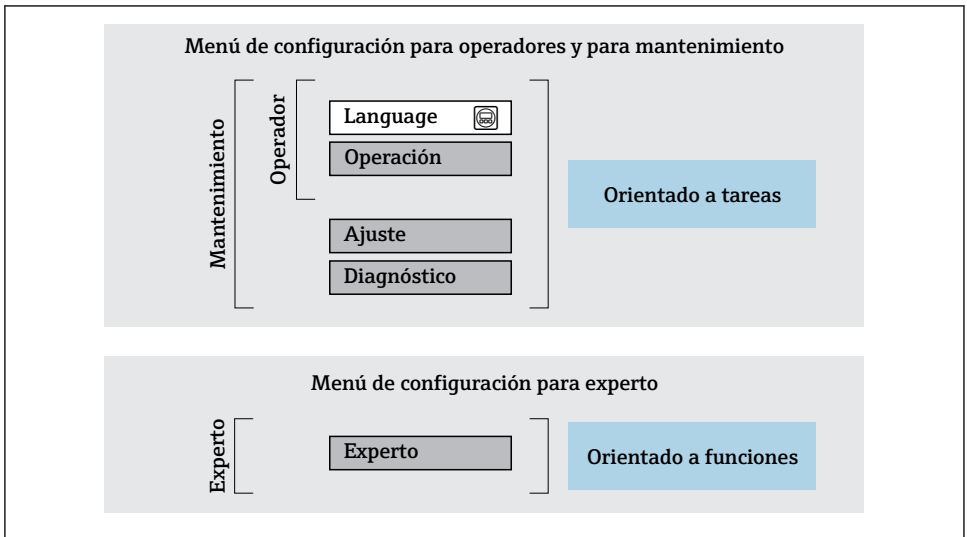 Menú de configuración para operadores y para mantenimiento
Mantenimiento
Operador
Language
Operación
Ajuste
Diagnóstico
Orientado a tareas
Menú de configuración para experto
Experto
Experto
Orientado a funciones